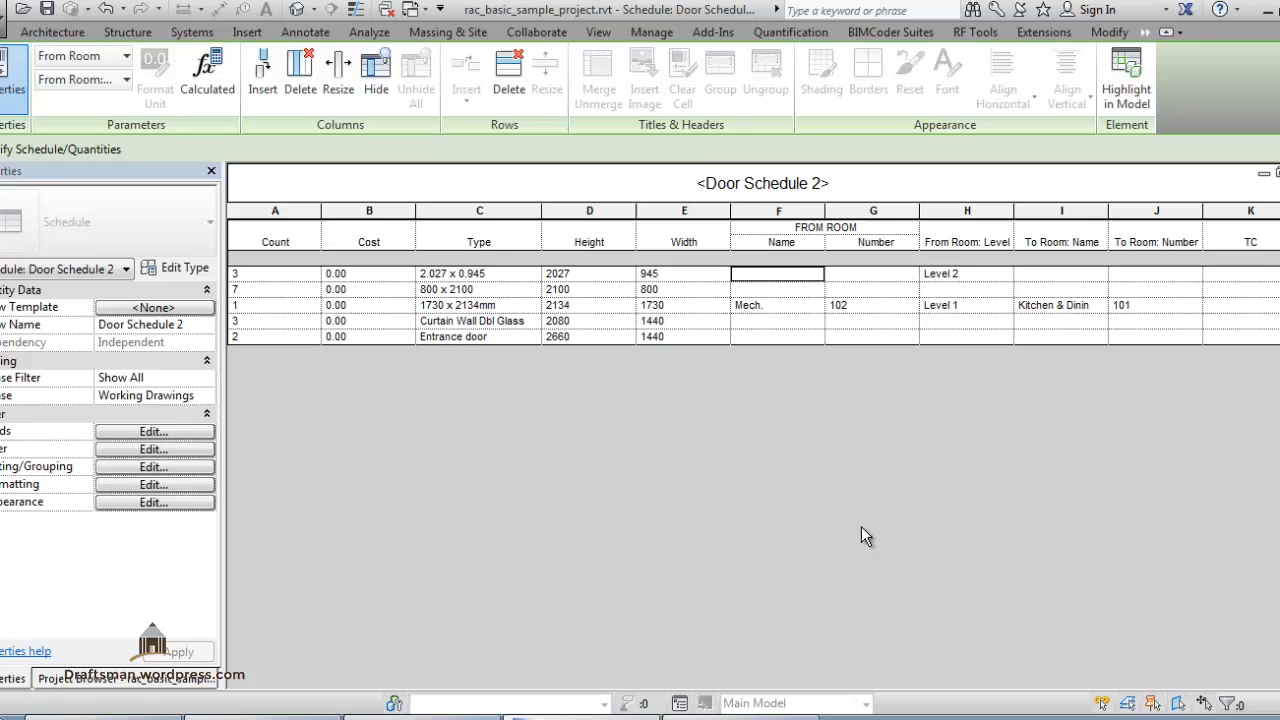 rac_basic_sample_project.rvt - Schedule: Door Schedul...
Type a keyword or phrase
Sign In
Architecture Structure Systems Insert Annotate Analyze Massing & Site Collaborate View Manage Add-Ins Quantification BIMCoder Suites RF Tools Extensions Modify
From Room
From Room:...
0.0
erties Format Unit Calculated Insert Delete Resize Hide Unhide All Insert Delete Resize Merge Unmerge Insert Image Clear Cell Group Ungroup Shading Borders Reset Font Align Horizontal Align Vertical Highlight in Model
Parameters Columns Rows Titles & Headers Appearance Element
ify Schedule/Quantities
erties
Schedule
dule: Door Schedule 2 Edit Type
tity Data
w Template <None>
w Name Door Schedule 2
endency Independent
ing
se Filter Show All
se Working Drawings
er
ds Edit...
er Edit...
ting/Grouping Edit...
matting Edit...
pearance Edit...
erties help Apply
Draftsman.wordpress.com
erties Project Browser - rac_basic_sampl...
<Door Schedule 2>
A B C D E F G H I J K
FROM ROOM
Count Cost Type Height Width Name Number From Room: Level To Room: Name To Room: Number TC
3 0.00 2.027 x 0.945 2027 945 Level 2
7 0.00 800 x 2100 2100 800
1 0.00 1730 x 2134mm 2134 1730 Mech. 102 Level 1 Kitchen & Dinin 101
3 0.00 Curtain Wall Dbl Glass 2080 1440
2 0.00 Entrance door 2660 1440
:0 Main Model :0